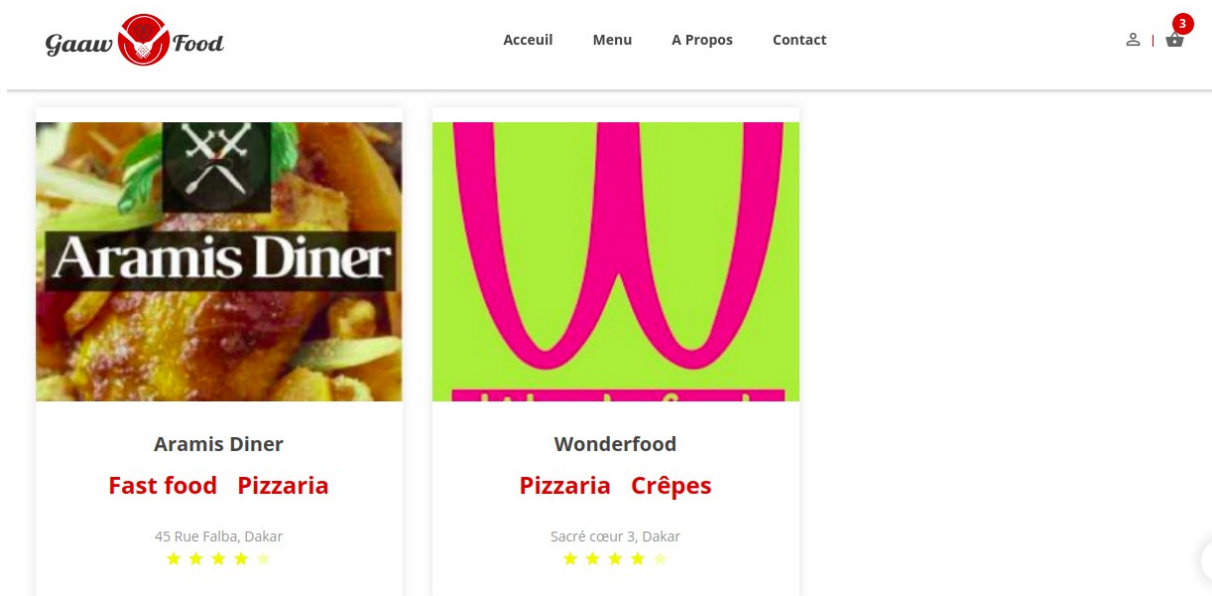 Gaaw Food
Acceuil Menu A Propos Contact
3
Aramis Diner
Aramis Diner
Fast food Pizzaria
45 Rue Falba, Dakar
Wonderfood
Pizzaria Crêpes
Sacré cœur 3, Dakar